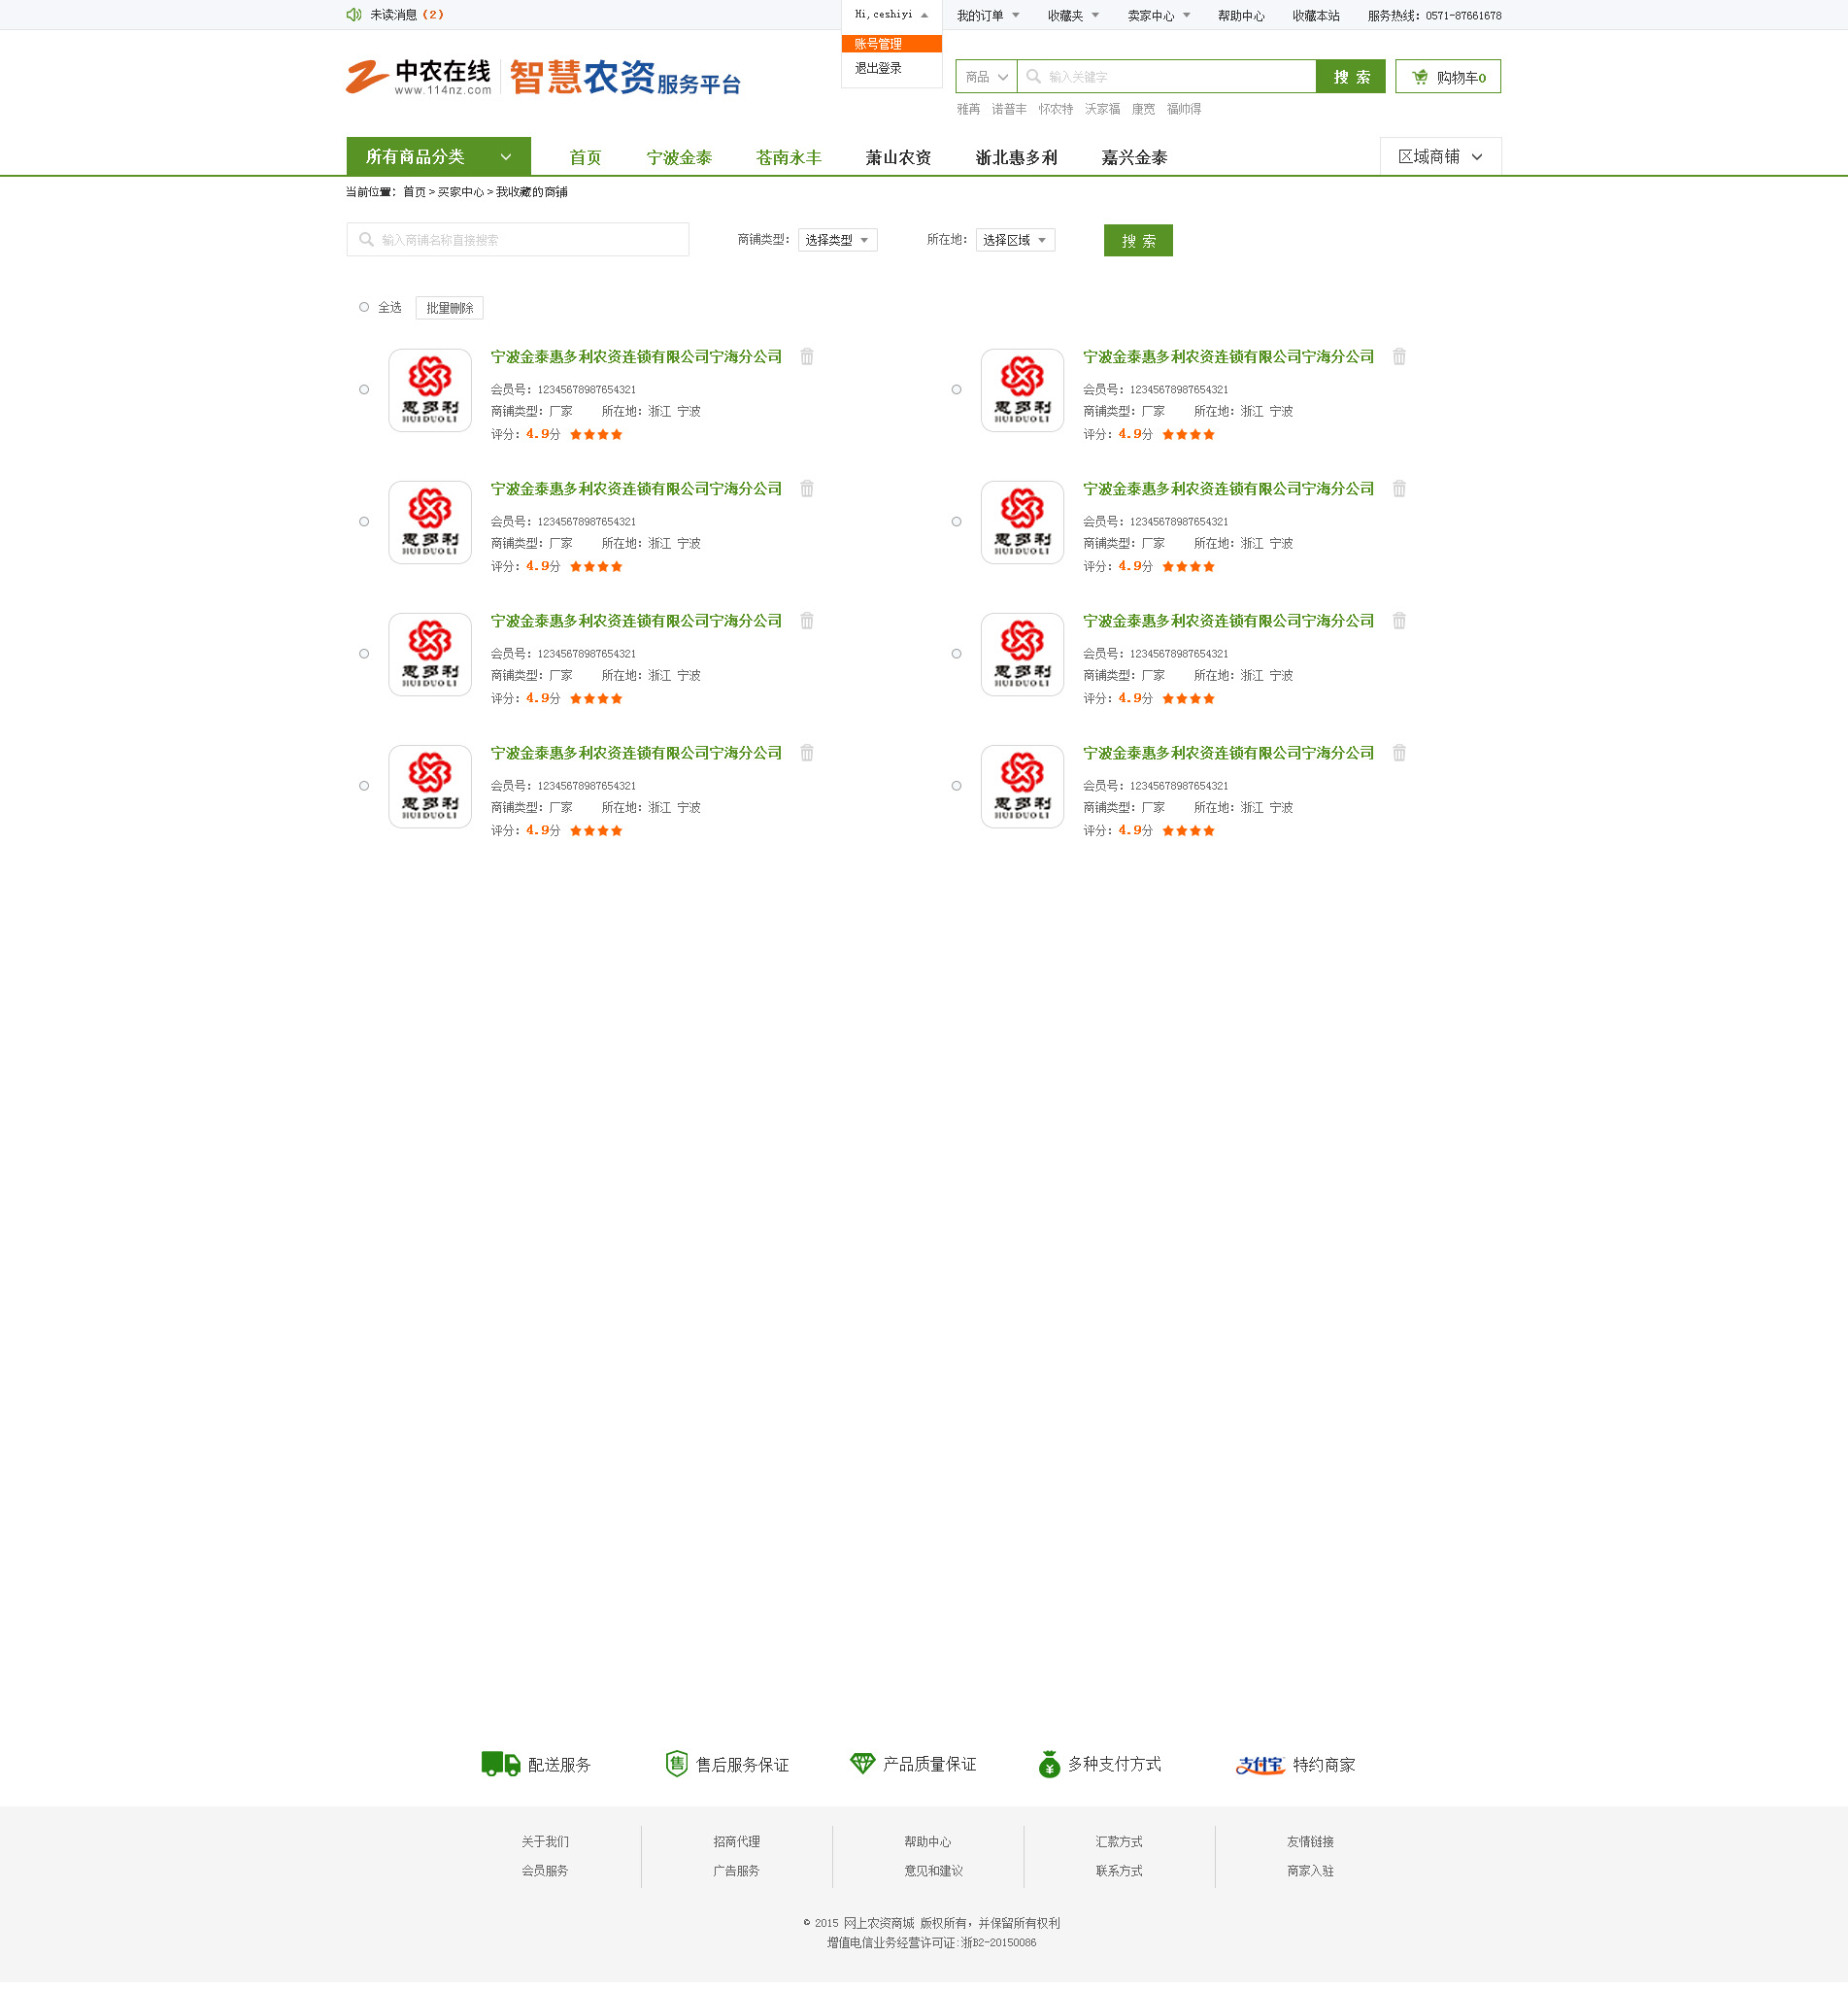 未读消息（2）
Hi,ceshiyi 我的订单 收藏夹 卖家中心 帮助中心 收藏本站 服务热线：0571-87661678
账号管理
退出登录
中农在线
www.114nz.com
智慧农资服务平台
商品 输入关键字 搜 索 购物车0
雅苒 诺普丰 怀农特 沃家福 康宽 福帅得
所有商品分类 首页 宁波金泰 苍南永丰 萧山农资 浙北惠多利 嘉兴金泰 区域商铺
当前位置：首页>买家中心>我收藏的商铺
输入商铺名称直接搜索 商铺类型：选择类型 所在地：选择区域 搜 索
全选 批量删除
惠多利
HUIDUOLI
宁波金泰惠多利农资连锁有限公司宁海分公司
会员号：12345678987654321
商铺类型：厂家 所在地：浙江 宁波
评分：4.9分
惠多利
HUIDUOLI
宁波金泰惠多利农资连锁有限公司宁海分公司
会员号：12345678987654321
商铺类型：厂家 所在地：浙江 宁波
评分：4.9分
惠多利
HUIDUOLI
宁波金泰惠多利农资连锁有限公司宁海分公司
会员号：12345678987654321
商铺类型：厂家 所在地：浙江 宁波
评分：4.9分
惠多利
HUIDUOLI
宁波金泰惠多利农资连锁有限公司宁海分公司
会员号：12345678987654321
商铺类型：厂家 所在地：浙江 宁波
评分：4.9分
惠多利
HUIDUOLI
宁波金泰惠多利农资连锁有限公司宁海分公司
会员号：12345678987654321
商铺类型：厂家 所在地：浙江 宁波
评分：4.9分
惠多利
HUIDUOLI
宁波金泰惠多利农资连锁有限公司宁海分公司
会员号：12345678987654321
商铺类型：厂家 所在地：浙江 宁波
评分：4.9分
惠多利
HUIDUOLI
宁波金泰惠多利农资连锁有限公司宁海分公司
会员号：12345678987654321
商铺类型：厂家 所在地：浙江 宁波
评分：4.9分
惠多利
HUIDUOLI
宁波金泰惠多利农资连锁有限公司宁海分公司
会员号：12345678987654321
商铺类型：厂家 所在地：浙江 宁波
评分：4.9分
配送服务 售 售后服务保证 产品质量保证 ¥ 多种支付方式 支付宝 特约商家
关于我们 招商代理 帮助中心 汇款方式 友情链接
会员服务 广告服务 意见和建议 联系方式 商家入驻
© 2015 网上农资商城 版权所有，并保留所有权利
增值电信业务经营许可证:浙B2-20150086